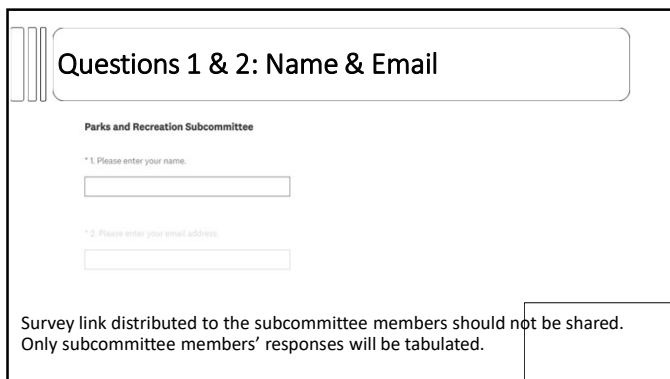 Questions 1 & 2: Name & Email
Parks and Recreation Subcommittee
* 1. Please enter your name.
* 2. Please enter your email address.
Survey link distributed to the subcommittee members should not be shared.
Only subcommittee members' responses will be tabulated.